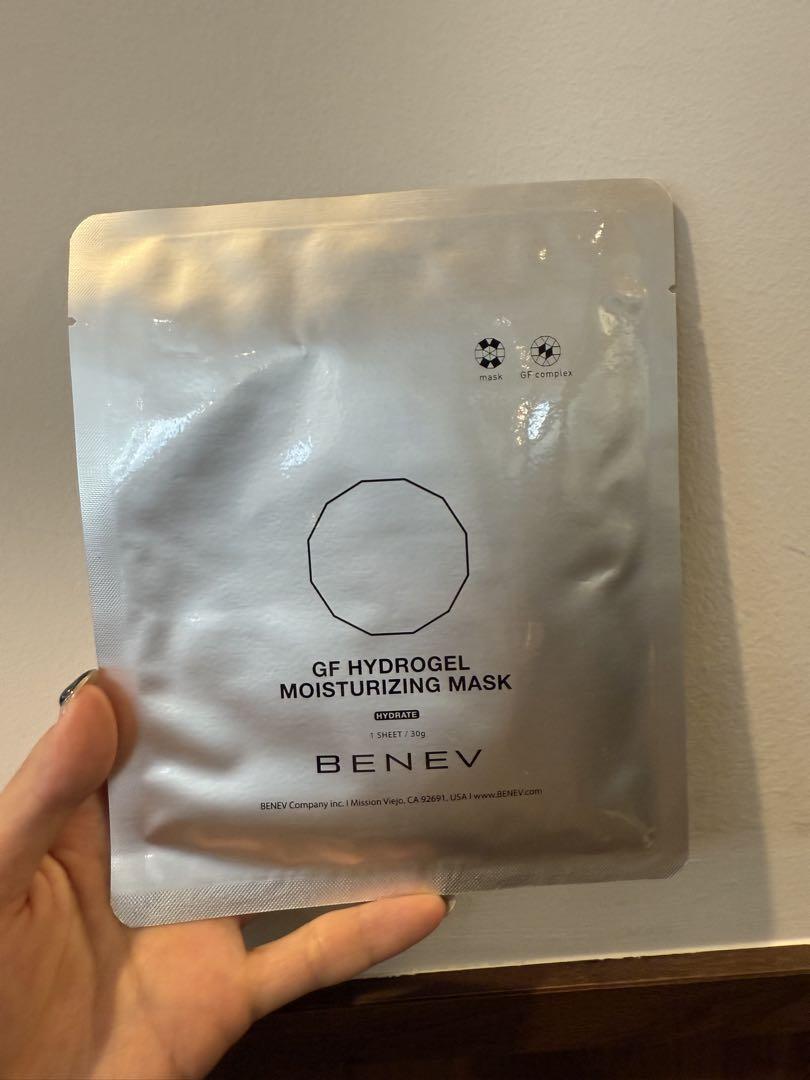 mask GF complex
GF HYDROGEL
MOISTURIZING MASK
HYDRATE
1 SHEET / 30g
BENEV
BENEV Company inc. I Mission Viejo, CA 92691, USA I www.BENEV.com